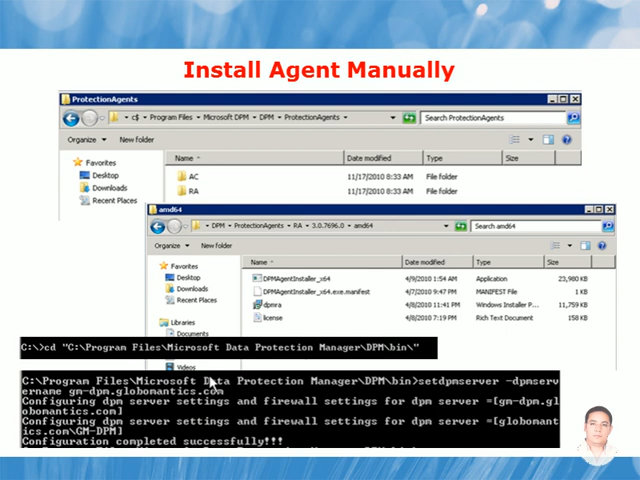 Install Agent Manually
ProtectionAgents
c$ Program Files Microsoft DPM DPM ProtectionAgents Search ProtectionAgents
Organize New folder
Favorites
Desktop
Downloads
Recent Places
Name Date modified Type Size
AC 11/17/2010 8:33 AM File folder
RA 11/17/2010 8:33 AM File folder
amd64
DPM ProtectionAgents RA 3.0.7696.0 amd64 Search amd64
Organize New folder
Favorites
Desktop
Downloads
Recent Places
Libraries
Documents
Videos
Name Date modified Type Size
DPMAgentInstaller_x64 4/9/2010 1:54 AM Application 23,980 KB
DPMAgentInstaller_x64.exe.manifest 4/7/2010 9:47 PM MANIFEST File 1 KB
dpmra 4/8/2010 11:41 PM Windows Installer P... 11,759 KB
license 4/8/2010 7:19 PM Rich Text Document 158 KB
C:\>cd "C:\Program Files\Microsoft Data Protection Manager\DPM\bin\"
C:\Program Files\Microsoft Data Protection Manager\DPM\bin>setdpmserver -dpmserv
ername gm-dpm.globomantics.com
Configuring dpm server settings and firewall settings for dpm server =[gm-dpm.gl
obomantics.com]
Configuring dpm server settings and firewall settings for dpm server =[globomant
ics.com\GM-DPM]
Configuration completed successfully!!!